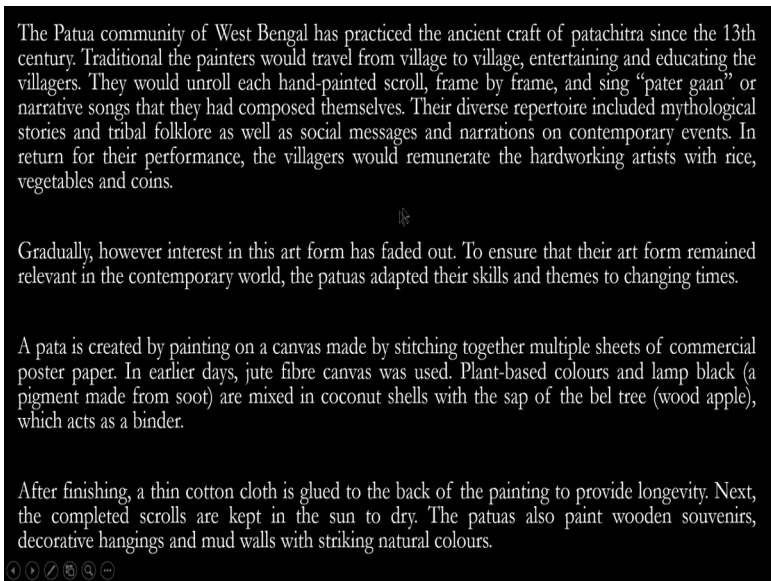 The Patua community of West Bengal has practiced the ancient craft of patachitra since the 13th
century. Traditional the painters would travel from village to village, entertaining and educating the
villagers. They would unroll each hand-painted scroll, frame by frame, and sing “pater gaan” or
narrative songs that they had composed themselves. Their diverse repertoire included mythological
stories and tribal folklore as well as social messages and narrations on contemporary events. In
return for their performance, the villagers would remunerate the hardworking artists with rice,
vegetables and coins.
Gradually, however interest in this art form has faded out. To ensure that their art form remained
relevant in the contemporary world, the patuas adapted their skills and themes to changing times.
A pata is created by painting on a canvas made by stitching together multiple sheets of commercial
poster paper. In earlier days, jute fibre canvas was used. Plant-based colours and lamp black (a
pigment made from soot) are mixed in coconut shells with the sap of the bel tree (wood apple),
which acts as a binder.
After finishing, a thin cotton cloth is glued to the back of the painting to provide longevity. Next,
the completed scrolls are kept in the sun to dry. The patuas also paint wooden souvenirs,
decorative hangings and mud walls with striking natural colours.